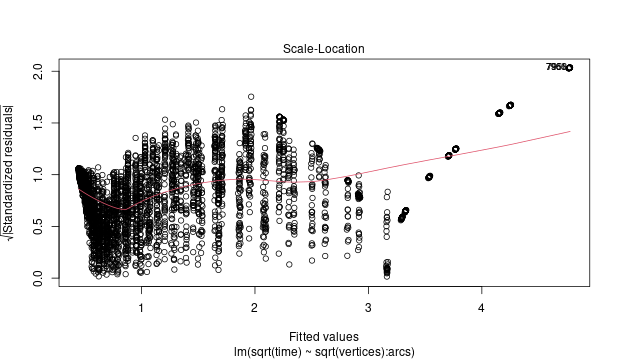 Scale-Location
√|Standardized residuals|
2.0
1.5
1.0
0.5
0.0
1 2 3 4
Fitted values
lm(sqrt(time) ~ sqrt(vertices):arcs)